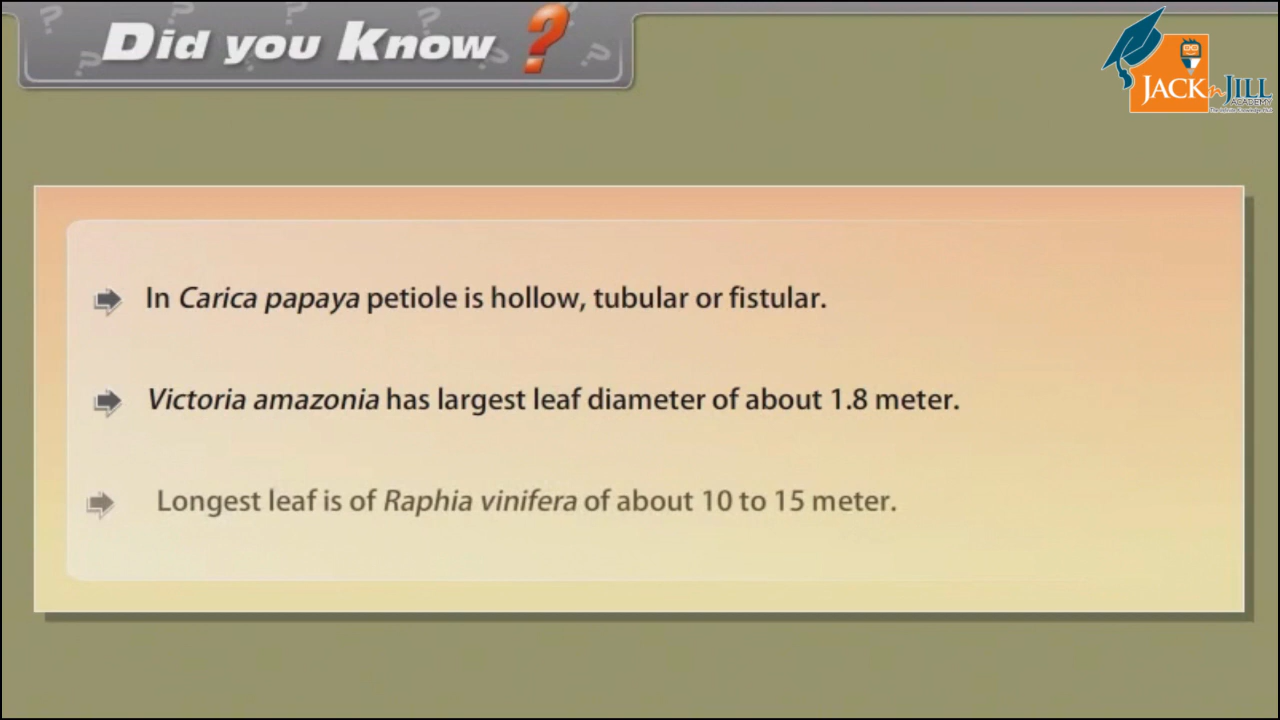 Did you Know ?
JACK n JILL
ACADEMY
In Carica papaya petiole is hollow, tubular or fistular.
Victoria amazonia has largest leaf diameter of about 1.8 meter.
Longest leaf is of Raphia vinifera of about 10 to 15 meter.